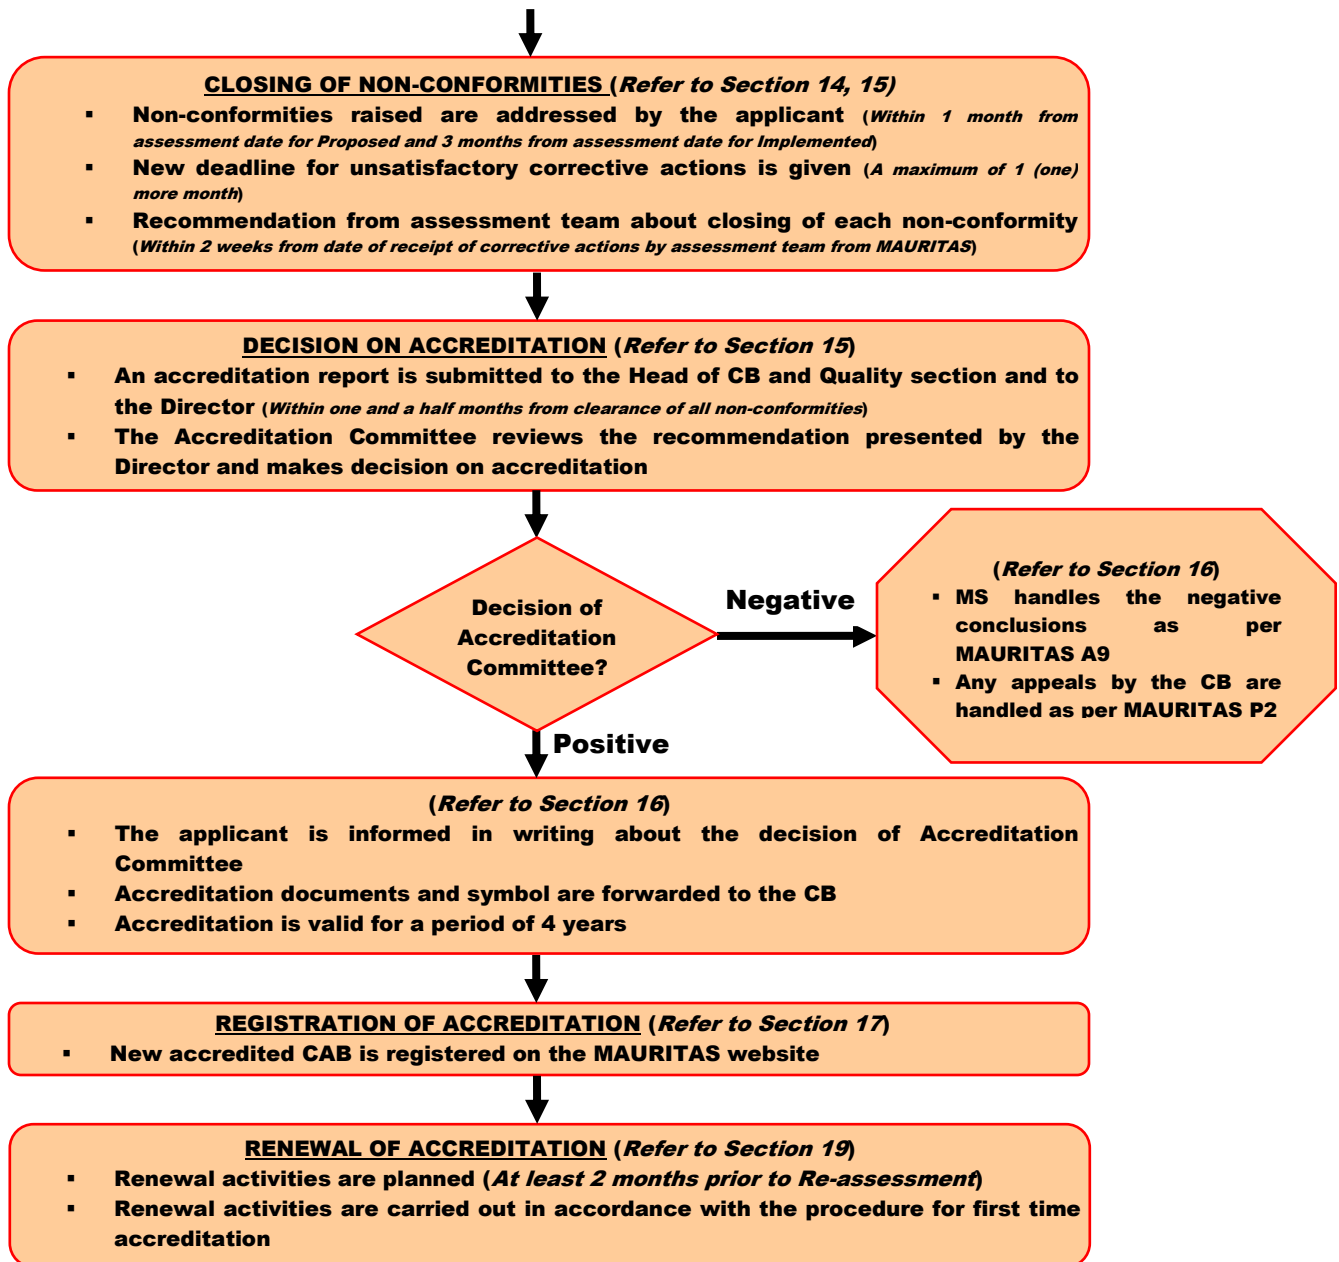 CLOSING OF NON-CONFORMITIES (Refer to Section 14, 15)
▪ Non-conformities raised are addressed by the applicant (Within 1 month from
assessment date for Proposed and 3 months from assessment date for Implemented)
▪ New deadline for unsatisfactory corrective actions is given (A maximum of 1 (one)
more month)
▪ Recommendation from assessment team about closing of each non-conformity
(Within 2 weeks from date of receipt of corrective actions by assessment team from MAURITAS)
DECISION ON ACCREDITATION (Refer to Section 15)
▪ An accreditation report is submitted to the Head of CB and Quality section and to
the Director (Within one and a half months from clearance of all non-conformities)
▪ The Accreditation Committee reviews the recommendation presented by the
Director and makes decision on accreditation
Decision of
Accreditation
Committee?
Negative
(Refer to Section 16)
▪ MS handles the negative
conclusions as per
MAURITAS A9
▪ Any appeals by the CB are
handled as per MAURITAS P2
Positive
(Refer to Section 16)
▪ The applicant is informed in writing about the decision of Accreditation
Committee
▪ Accreditation documents and symbol are forwarded to the CB
▪ Accreditation is valid for a period of 4 years
REGISTRATION OF ACCREDITATION (Refer to Section 17)
▪ New accredited CAB is registered on the MAURITAS website
RENEWAL OF ACCREDITATION (Refer to Section 19)
▪ Renewal activities are planned (At least 2 months prior to Re-assessment)
▪ Renewal activities are carried out in accordance with the procedure for first time
accreditation